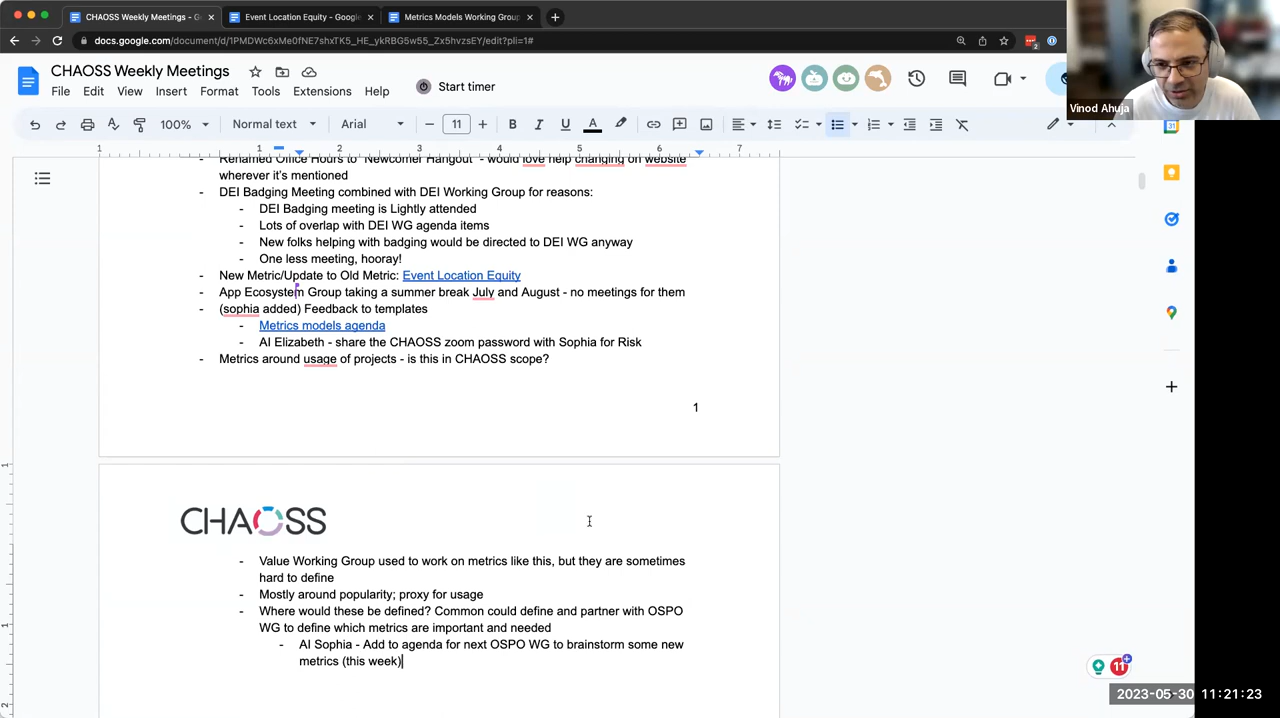 CHAOSS Weekly Meetings - G
Event Location Equity - Google
Metrics Models Working Group
docs.google.com/document/d/1PMDWc6xMe0fNE7shxTK5_HE_ykRBG5w55_Zx5hvzsEY/edit?pli=1#
CHAOSS Weekly Meetings
Start timer
File Edit View Insert Format Tools Extensions Help
100% Normal text Arial 11
Vinod Ahuja
1 1 2 3 4 5 6 7
Renamed Office Hours to 'Newcomer Hangout' - would love help changing on website
wherever it's mentioned
- DEI Badging Meeting combined with DEI Working Group for reasons:
- DEI Badging meeting is Lightly attended
- Lots of overlap with DEI WG agenda items
- New folks helping with badging would be directed to DEI WG anyway
- One less meeting, hooray!
- New Metric/Update to Old Metric: Event Location Equity
- App Ecosystem Group taking a summer break July and August - no meetings for them
- (sophia added) Feedback to templates
- Metrics models agenda
- AI Elizabeth - share the CHAOSS zoom password with Sophia for Risk
- Metrics around usage of projects - is this in CHAOSS scope?
1
CHAOSS
- Value Working Group used to work on metrics like this, but they are sometimes
hard to define
- Mostly around popularity; proxy for usage
- Where would these be defined? Common could define and partner with OSPO
WG to define which metrics are important and needed
- AI Sophia - Add to agenda for next OSPO WG to brainstorm some new
metrics (this week)
11
2023-05-30 11:21:23